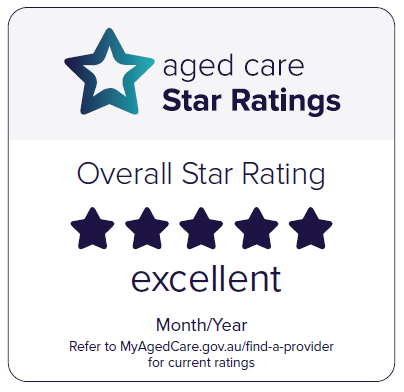 aged care
Star Ratings
Overall Star Rating
excellent
Month/Year
Refer to MyAgedCare.gov.au/find-a-provider
for current ratings